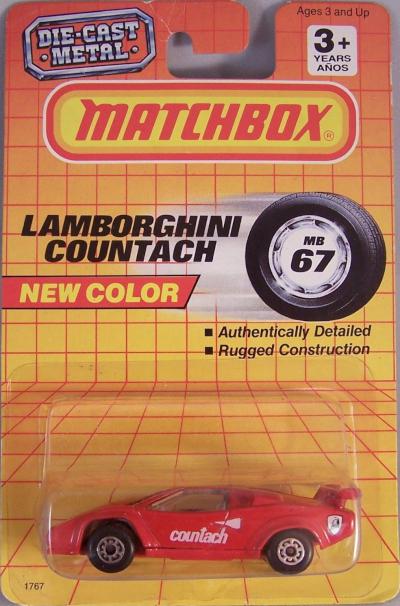 DIE-CAST
METAL
Ages 3 and Up
3+
YEARS
AÑOS
MATCHBOX®
LAMBORGHINI
COUNTACH
MB
67
NEW COLOR
■ Authentically Detailed
■ Rugged Construction
countach
1767